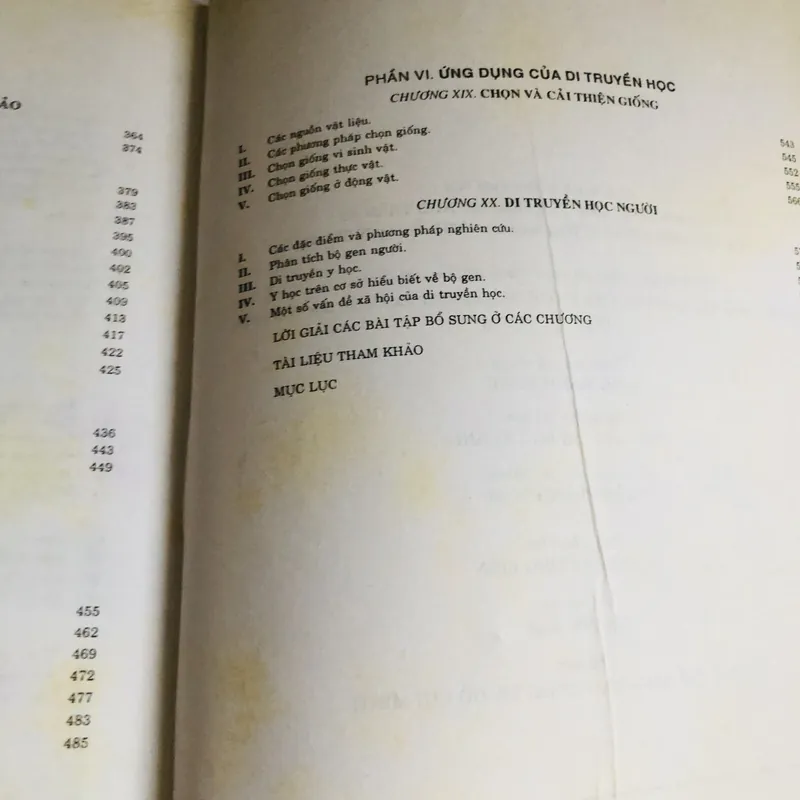 ẢO
364
374
379
383
387
395
400
402
405
409
413
417
422
425
436
443
449
455
462
469
472
477
483
485
PHẦN VI. ỨNG DỤNG CỦA DI TRUYỀN HỌC
CHƯƠNG XIX. CHỌN VÀ CẢI THIỆN GIỐNG
I. Các nguồn vật liệu. 543
II. Các phương pháp chọn giống. 545
III. Chọn giống vi sinh vật. 552
IV. Chọn giống thực vật. 555
V. Chọn giống ở động vật. 566
CHƯƠNG XX. DI TRUYỀN HỌC NGƯỜI
I. Các đặc điểm và phương pháp nghiên cứu.
II. Phân tích bộ gen người.
III. Di truyền y học.
IV. Y học trên cơ sở hiểu biết về bộ gen.
V. Một số vấn đề xã hội của di truyền học.
LỜI GIẢI CÁC BÀI TẬP BỔ SUNG Ở CÁC CHƯƠNG
TÀI LIỆU THAM KHẢO
MỤC LỤC